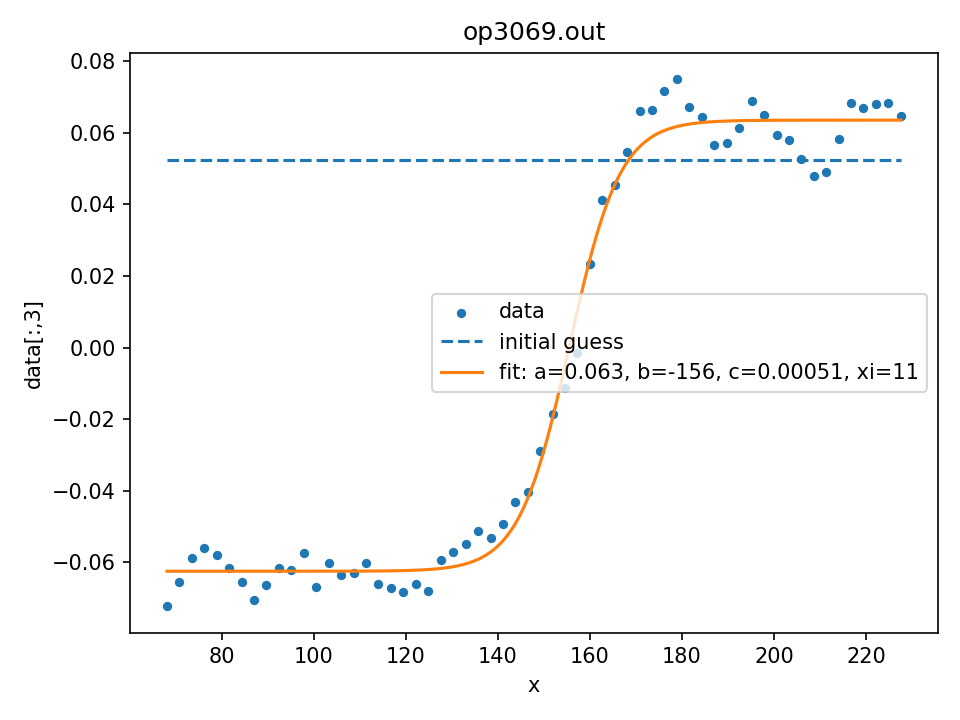 op3069.out
0.08
0.06
0.04
0.02
0.00
−0.02
−0.04
−0.06
data[:,3]
data
initial guess
fit: a=0.063, b=-156, c=0.00051, xi=11
80 100 120 140 160 180 200 220
x